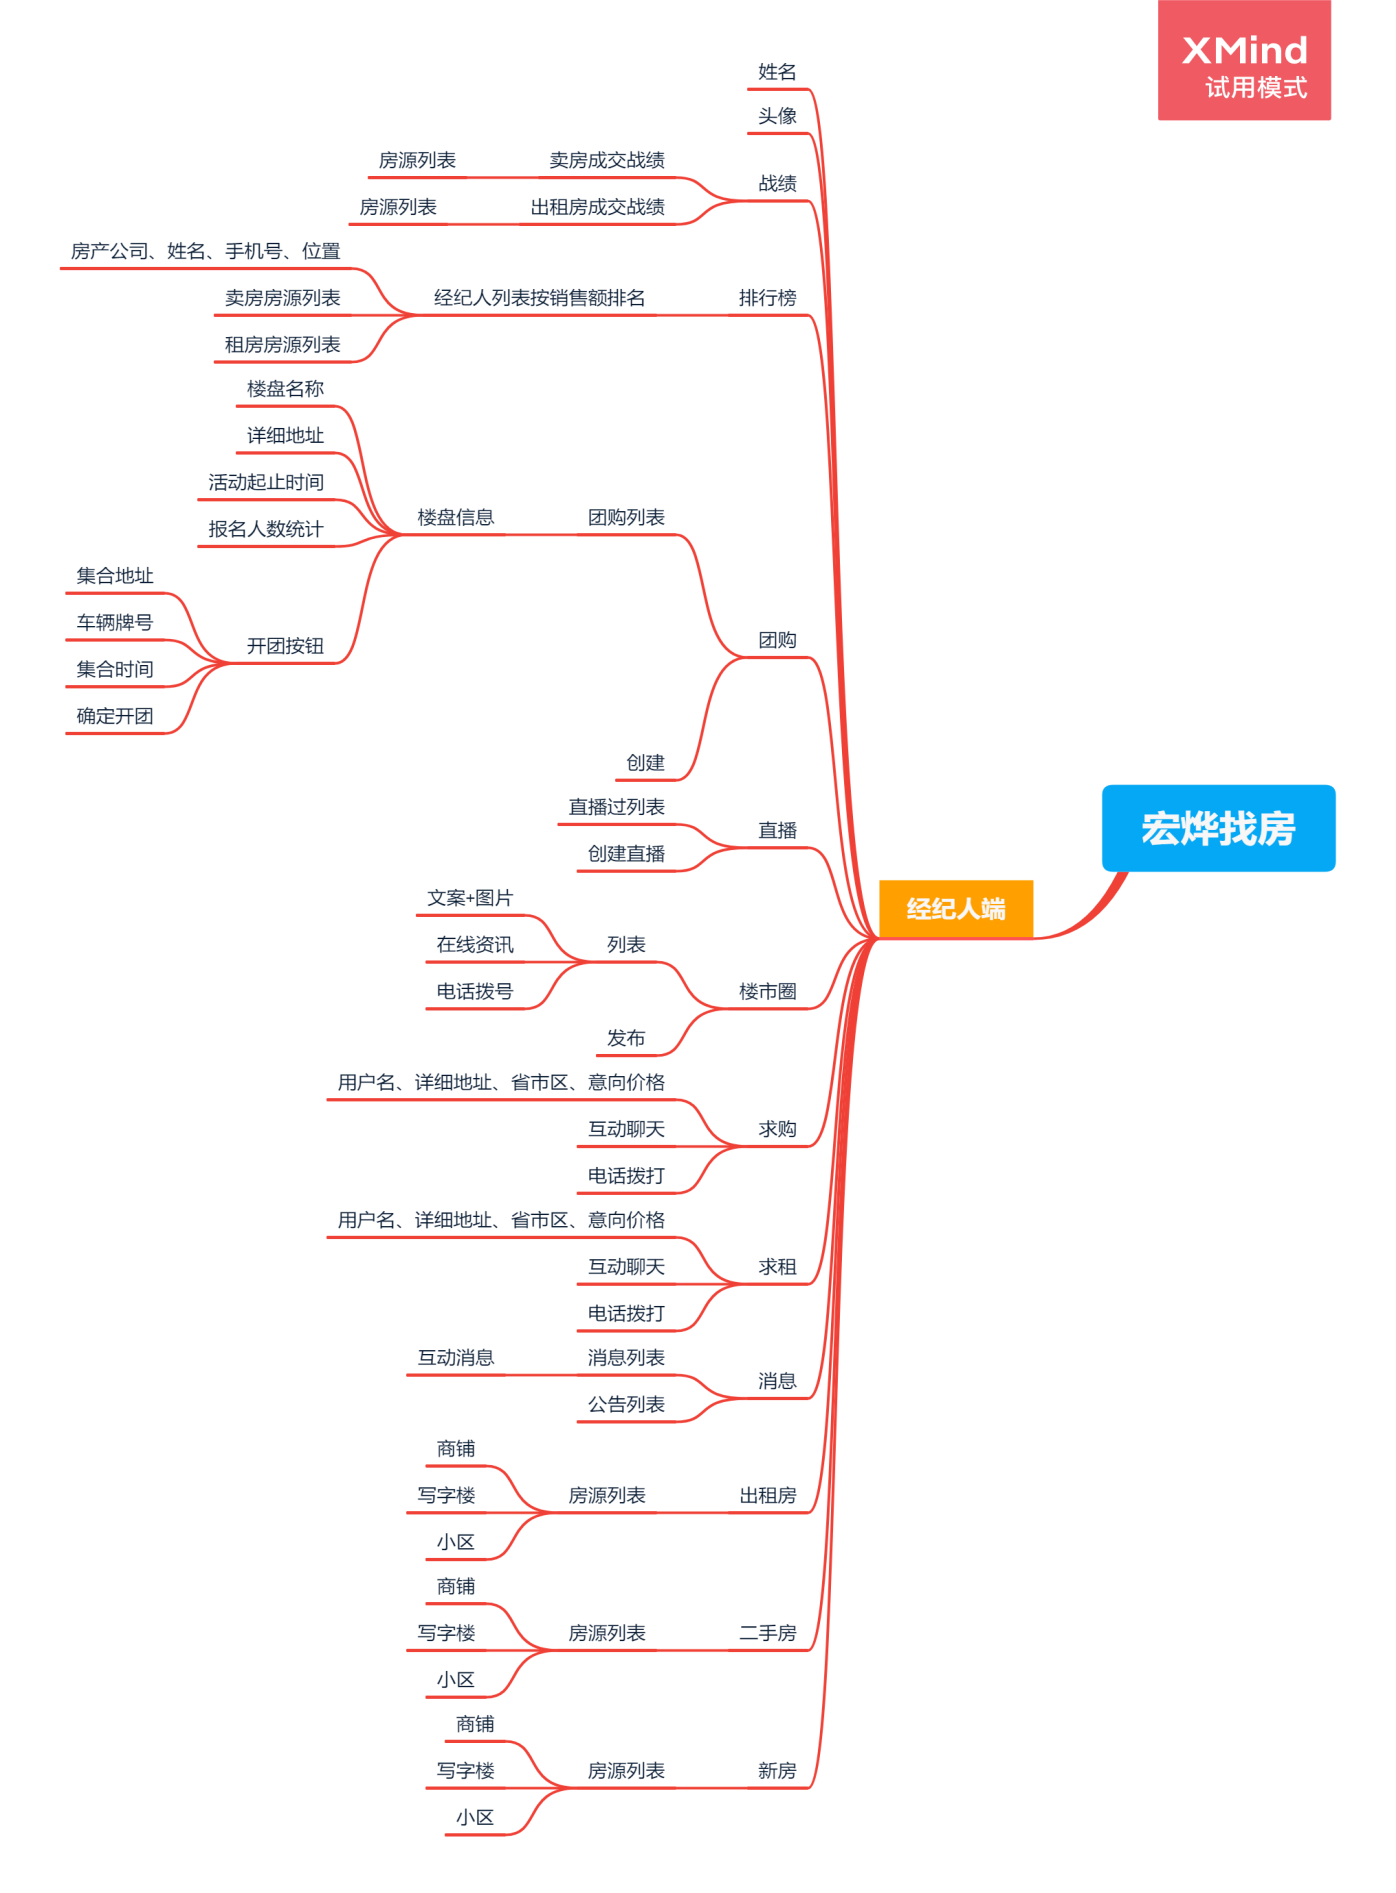 XMind
试用模式
姓名
头像
房源列表
卖房成交战绩
战绩
房源列表
出租房成交战绩
房产公司、姓名、手机号、位置
卖房房源列表
经纪人列表按销售额排名
排行榜
租房房源列表
楼盘名称
详细地址
活动起止时间
报名人数统计
楼盘信息
团购列表
集合地址
车辆牌号
开团按钮
团购
集合时间
确定开团
创建
直播过列表
直播
创建直播
宏烨找房
经纪人端
文案+图片
在线资讯
列表
电话拨号
楼市圈
发布
用户名、详细地址、省市区、意向价格
互动聊天
求购
电话拨打
用户名、详细地址、省市区、意向价格
互动聊天
求租
电话拨打
互动消息
消息列表
消息
公告列表
商铺
写字楼
房源列表
出租房
小区
商铺
写字楼
房源列表
二手房
小区
商铺
写字楼
房源列表
新房
小区